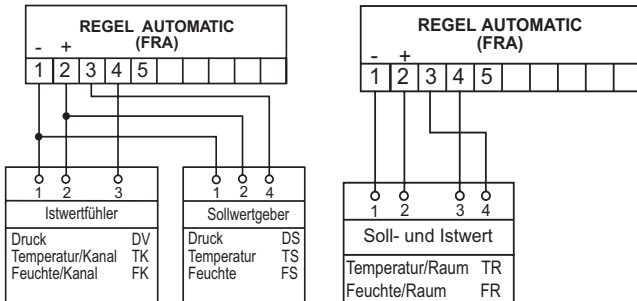 REGEL AUTOMATIC
(FRA)
- +
1 2 3 4 5
1 2 3
Istwertfühler
Druck DV
Temperatur/Kanal TK
Feuchte/Kanal FK
1 2 4
Sollwertgeber
Druck DS
Temperatur TS
Feuchte FS
REGEL AUTOMATIC
(FRA)
- +
1 2 3 4 5
1 2 3 4
Soll- und Istwert
Temperatur/Raum TR
Feuchte/Raum FR